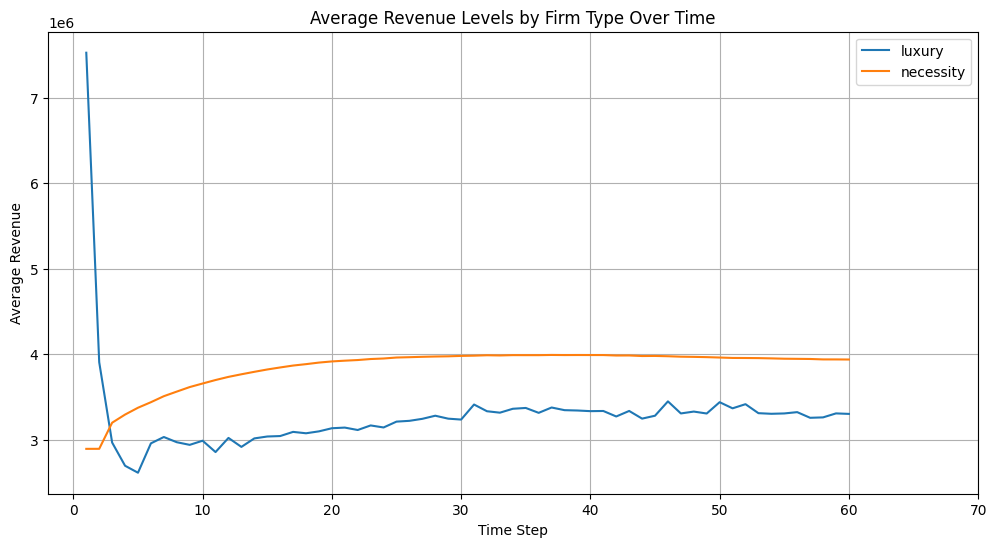 Average Revenue Levels by Firm Type Over Time
1e6
luxury
necessity
7
6
5
4
3
Average Revenue
0 10 20 30 40 50 60 70
Time Step